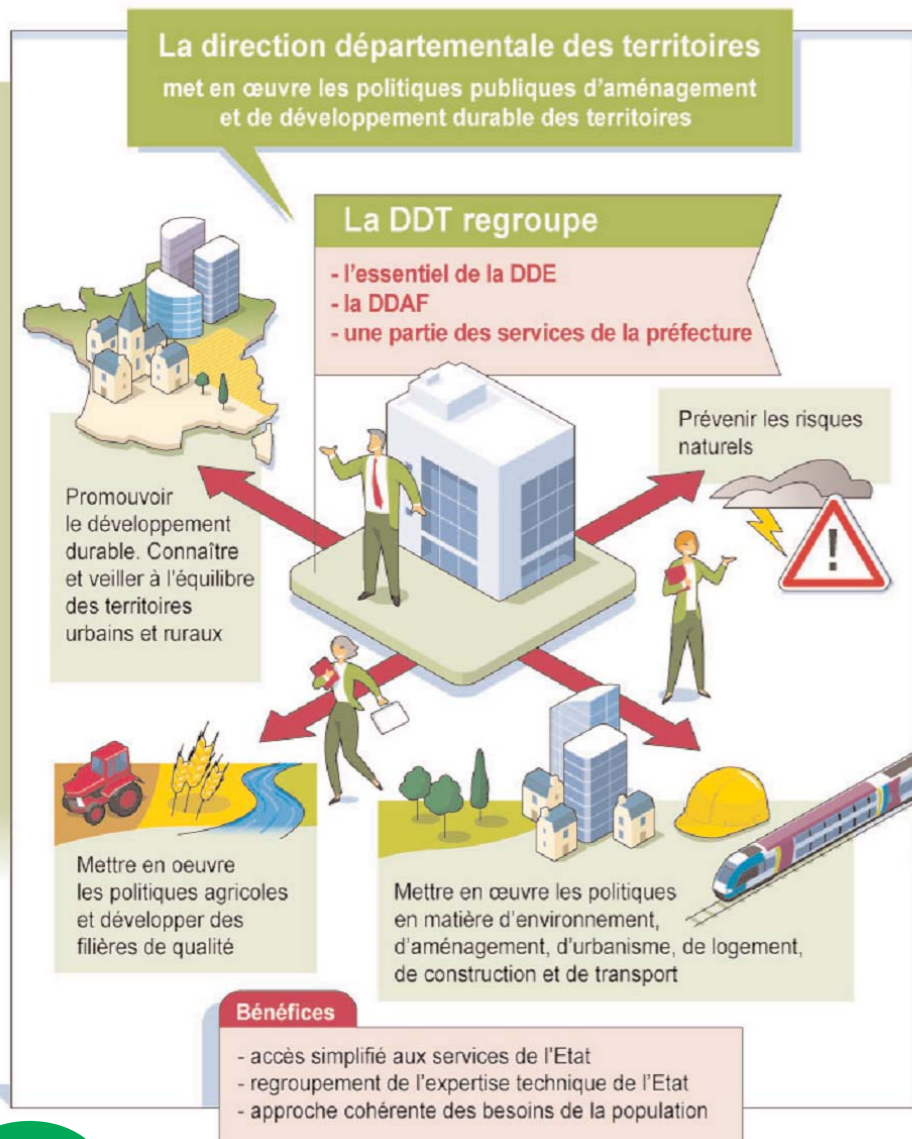 La direction départementale des territoires
met en œuvre les politiques publiques d'aménagement
et de développement durable des territoires
La DDT regroupe
- l'essentiel de la DDE
- la DDAF
- une partie des services de la préfecture
Prévenir les risques
naturels
!
Promouvoir
le développement
durable. Connaître
et veiller à l'équilibre
des territoires
urbains et ruraux
Mettre en oeuvre
les politiques agricoles
et développer des
filières de qualité
Mettre en œuvre les politiques
en matière d'environnement,
d'aménagement, d'urbanisme, de logement,
de construction et de transport
Bénéfices
- accès simplifié aux services de l'Etat
- regroupement de l'expertise technique de l'Etat
- approche cohérente des besoins de la population